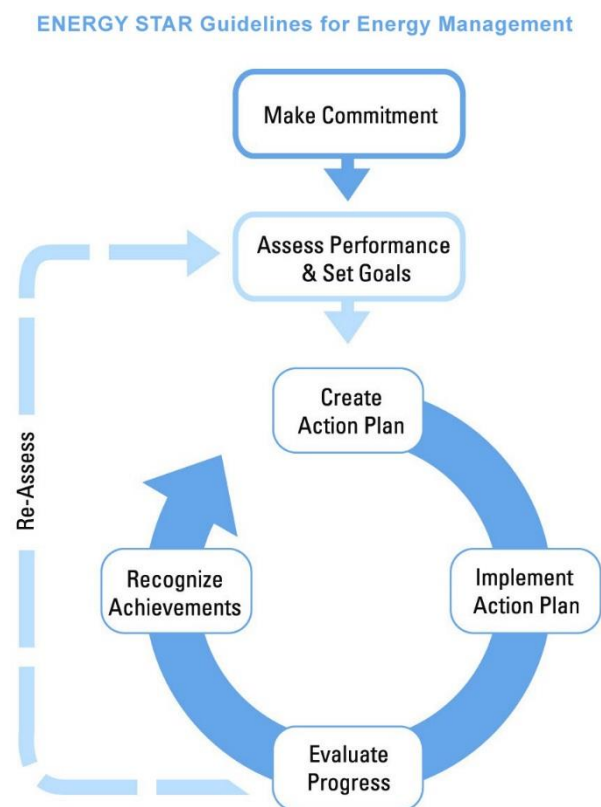 ENERGY STAR Guidelines for Energy Management
Make Commitment
Assess Performance
& Set Goals
Create
Action Plan
Re-Assess
Recognize
Achievements
Implement
Action Plan
Evaluate
Progress